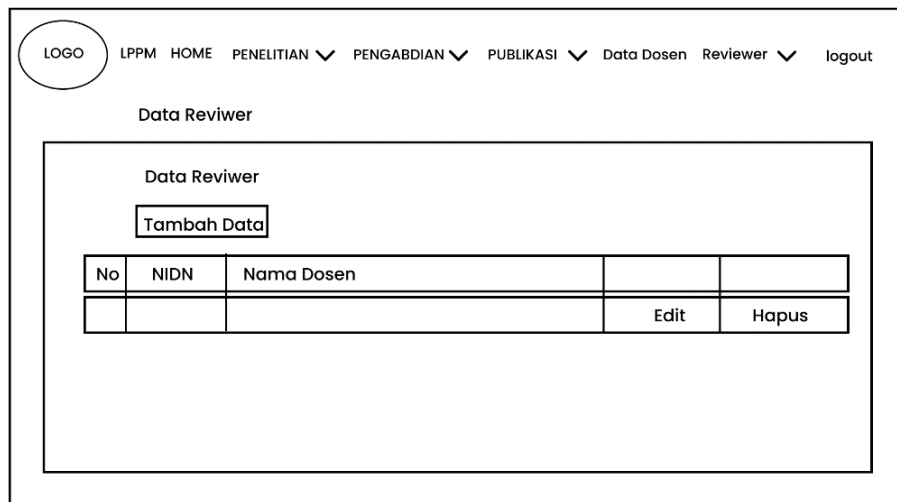 LOGO LPPM HOME PENELITIAN PENGABDIAN PUBLIKASI Data Dosen Reviewer logout
Data Reviwer
Data Reviwer
Tambah Data
No NIDN Nama Dosen
Edit Hapus